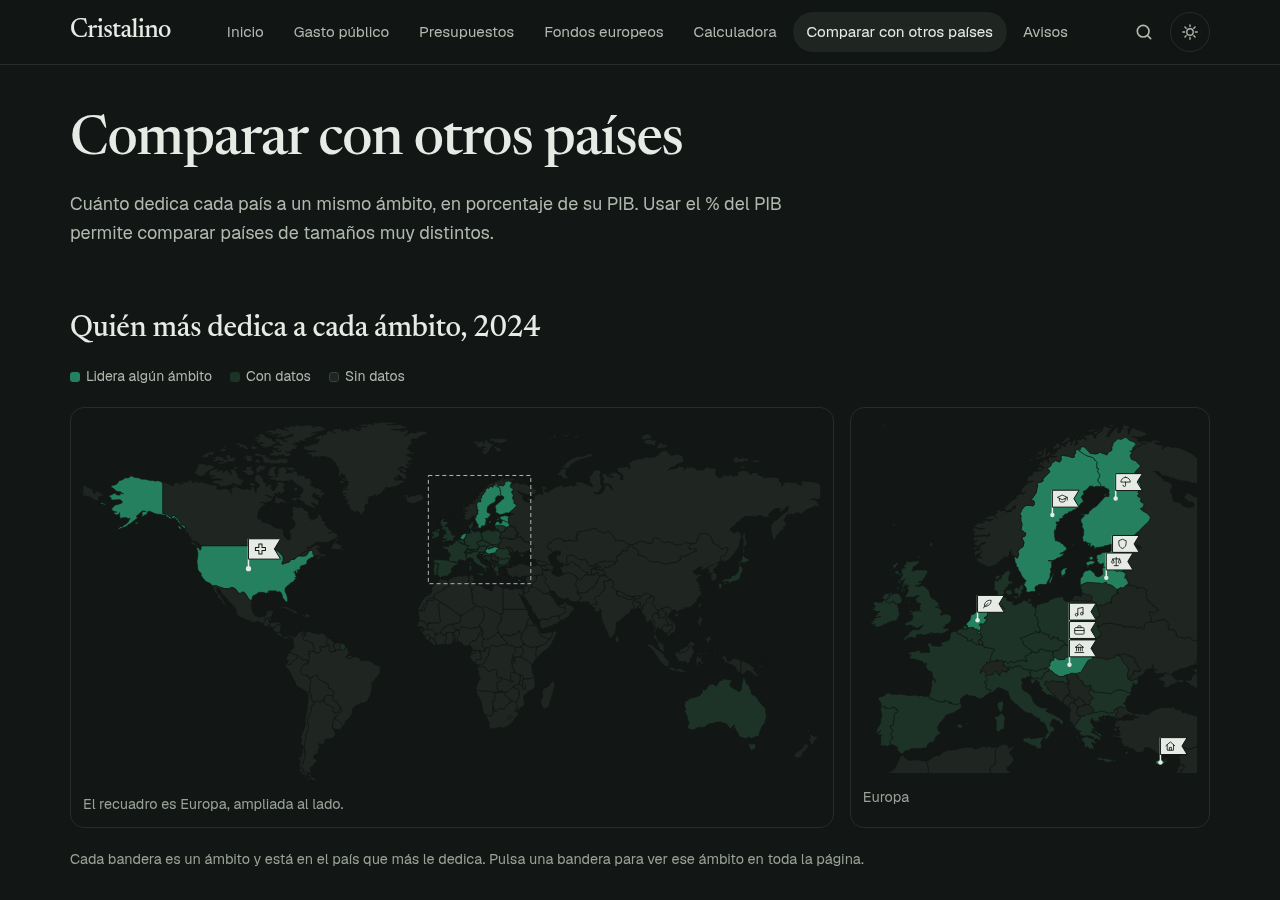 Cristalino
Inicio
Gasto público
Presupuestos
Fondos europeos
Calculadora
Comparar con otros países
Avisos
Comparar con otros países
Cuánto dedica cada país a un mismo ámbito, en porcentaje de su PIB. Usar el % del PIB
permite comparar países de tamaños muy distintos.
Quién más dedica a cada ámbito, 2024
Lidera algún ámbito
Con datos
Sin datos
El recuadro es Europa, ampliada al lado.
Europa
Cada bandera es un ámbito y está en el país que más le dedica. Pulsa una bandera para ver ese ámbito en toda la página.